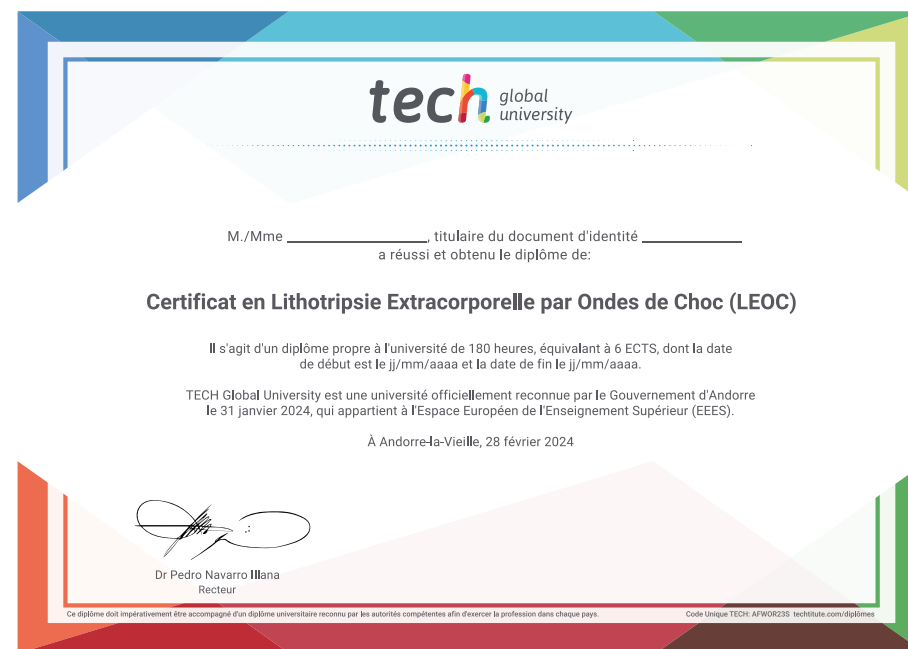 tech global university
M./Mme ____________________, titulaire du document d'identité ______________
a réussi et obtenu le diplôme de:
Certificat en Lithotripsie Extracorporelle par Ondes de Choc (LEOC)
Il s'agit d'un diplôme propre à l'université de 180 heures, équivalant à 6 ECTS, dont la date
de début est le jj/mm/aaaa et la date de fin le jj/mm/aaaa.
TECH Global University est une université officiellement reconnue par le Gouvernement d'Andorre
le 31 janvier 2024, qui appartient à l'Espace Européen de l'Enseignement Supérieur (EEES).
À Andorre-la-Vieille, 28 février 2024
Dr Pedro Navarro Illana
Recteur
Ce diplôme doit impérativement être accompagné d'un diplôme universitaire reconnu par les autorités compétentes afin d'exercer la profession dans chaque pays.
Code Unique TECH: AFWOR23S techtitute.com/diplômes